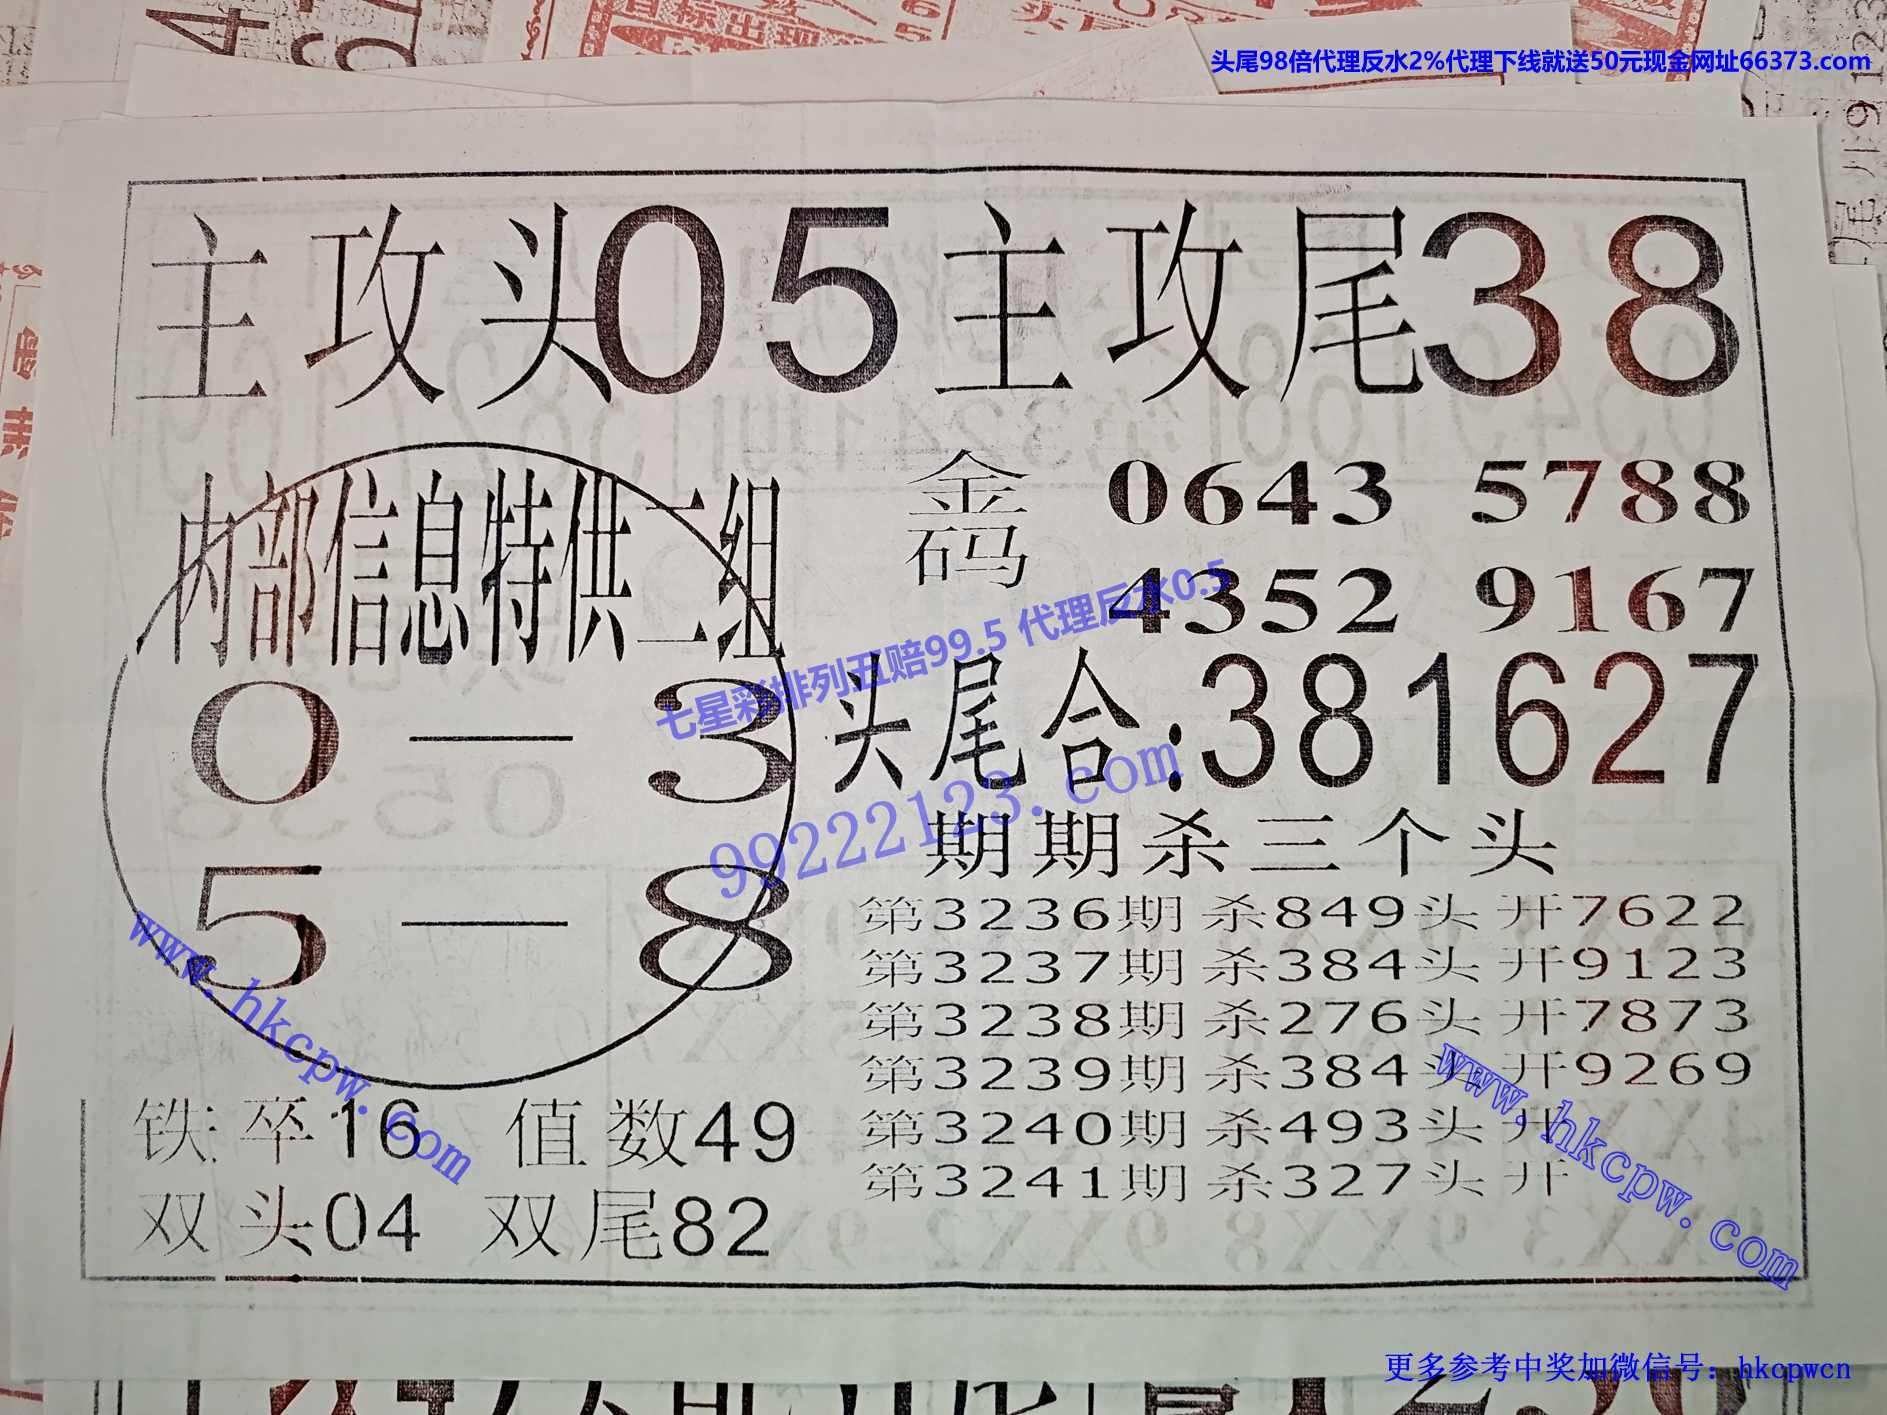 头尾98倍代理反水2%代理下线就送50元现金网址66373.com
主攻头05主攻尾38
内部信息特供二组
0—3
5—8
金码
0643 5788
4352 9167
七星彩排列五赔99.5 代理反水0.5
头尾合:381627
99222123.com
期期杀三个头
第3236期 杀849头 开7622
第3237期 杀384头 开9123
第3238期 杀276头 开7873
第3239期 杀384头 开9269
第3240期 杀493头 开
第3241期 杀327头 开
www.hkcpw.com
www.hkcpw.com
铁卒16 值数49
双头04 双尾82
更多参考中奖加微信号：hkcpwcn